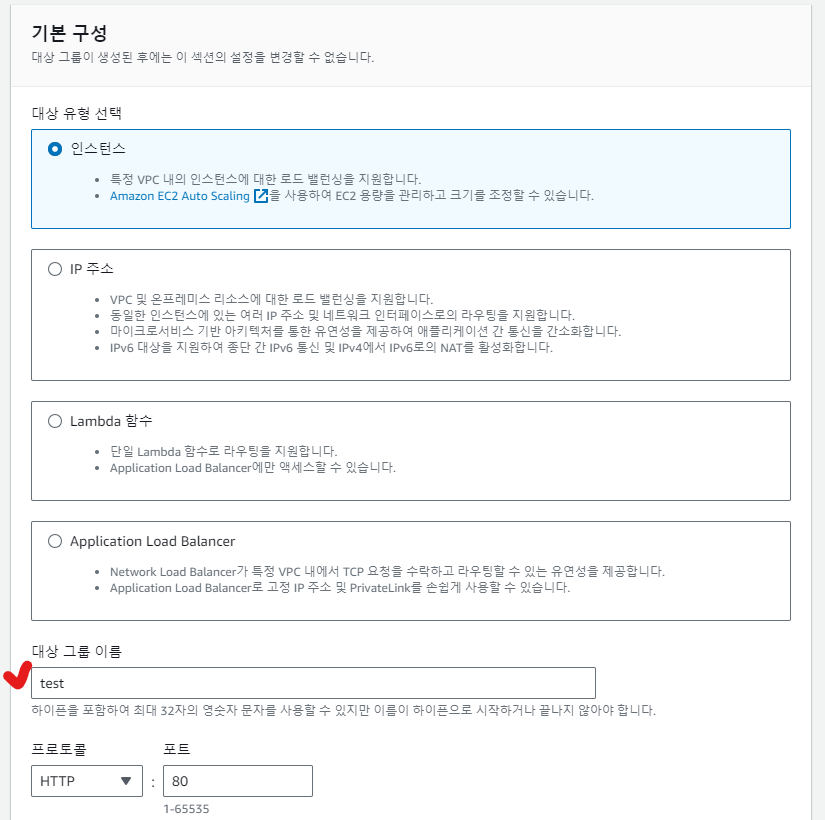 기본 구성
대상 그룹이 생성된 후에는 이 섹션의 설정을 변경할 수 없습니다.
대상 유형 선택
인스턴스
특정 VPC 내의 인스턴스에 대한 로드 밸런싱을 지원합니다.
Amazon EC2 Auto Scaling을 사용하여 EC2 용량을 관리하고 크기를 조정할 수 있습니다.
IP 주소
VPC 및 온프레미스 리소스에 대한 로드 밸런싱을 지원합니다.
동일한 인스턴스에 있는 여러 IP 주소 및 네트워크 인터페이스로의 라우팅을 지원합니다.
마이크로서비스 기반 아키텍처를 통한 유연성을 제공하여 애플리케이션 간 통신을 간소화합니다.
IPv6 대상을 지원하여 종단 간 IPv6 통신 및 IPv4에서 IPv6로의 NAT를 활성화합니다.
Lambda 함수
단일 Lambda 함수로 라우팅을 지원합니다.
Application Load Balancer에만 액세스할 수 있습니다.
Application Load Balancer
Network Load Balancer가 특정 VPC 내에서 TCP 요청을 수락하고 라우팅할 수 있는 유연성을 제공합니다.
Application Load Balancer로 고정 IP 주소 및 PrivateLink를 손쉽게 사용할 수 있습니다.
대상 그룹 이름
test
하이픈을 포함하여 최대 32자의 영숫자 문자를 사용할 수 있지만 이름이 하이픈으로 시작하거나 끝나지 않아야 합니다.
프로토콜 포트
HTTP : 80
1-65535